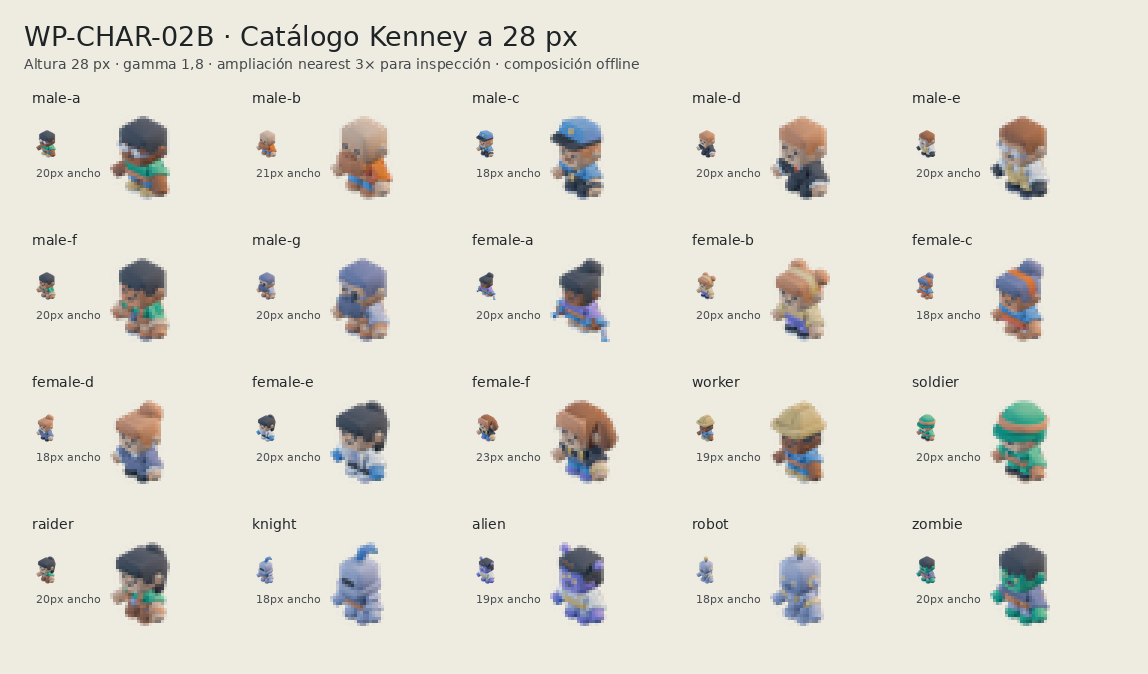 WP-CHAR-02B · Catálogo Kenney a 28 px
Altura 28 px · gamma 1,8 · ampliación nearest 3× para inspección · composición offline
male-a
male-b
male-c
male-d
male-e
20px ancho
21px ancho
18px ancho
20px ancho
20px ancho
male-f
male-g
female-a
female-b
female-c
20px ancho
20px ancho
20px ancho
20px ancho
18px ancho
female-d
female-e
female-f
worker
soldier
18px ancho
20px ancho
23px ancho
19px ancho
20px ancho
raider
knight
alien
robot
zombie
20px ancho
18px ancho
19px ancho
18px ancho
20px ancho